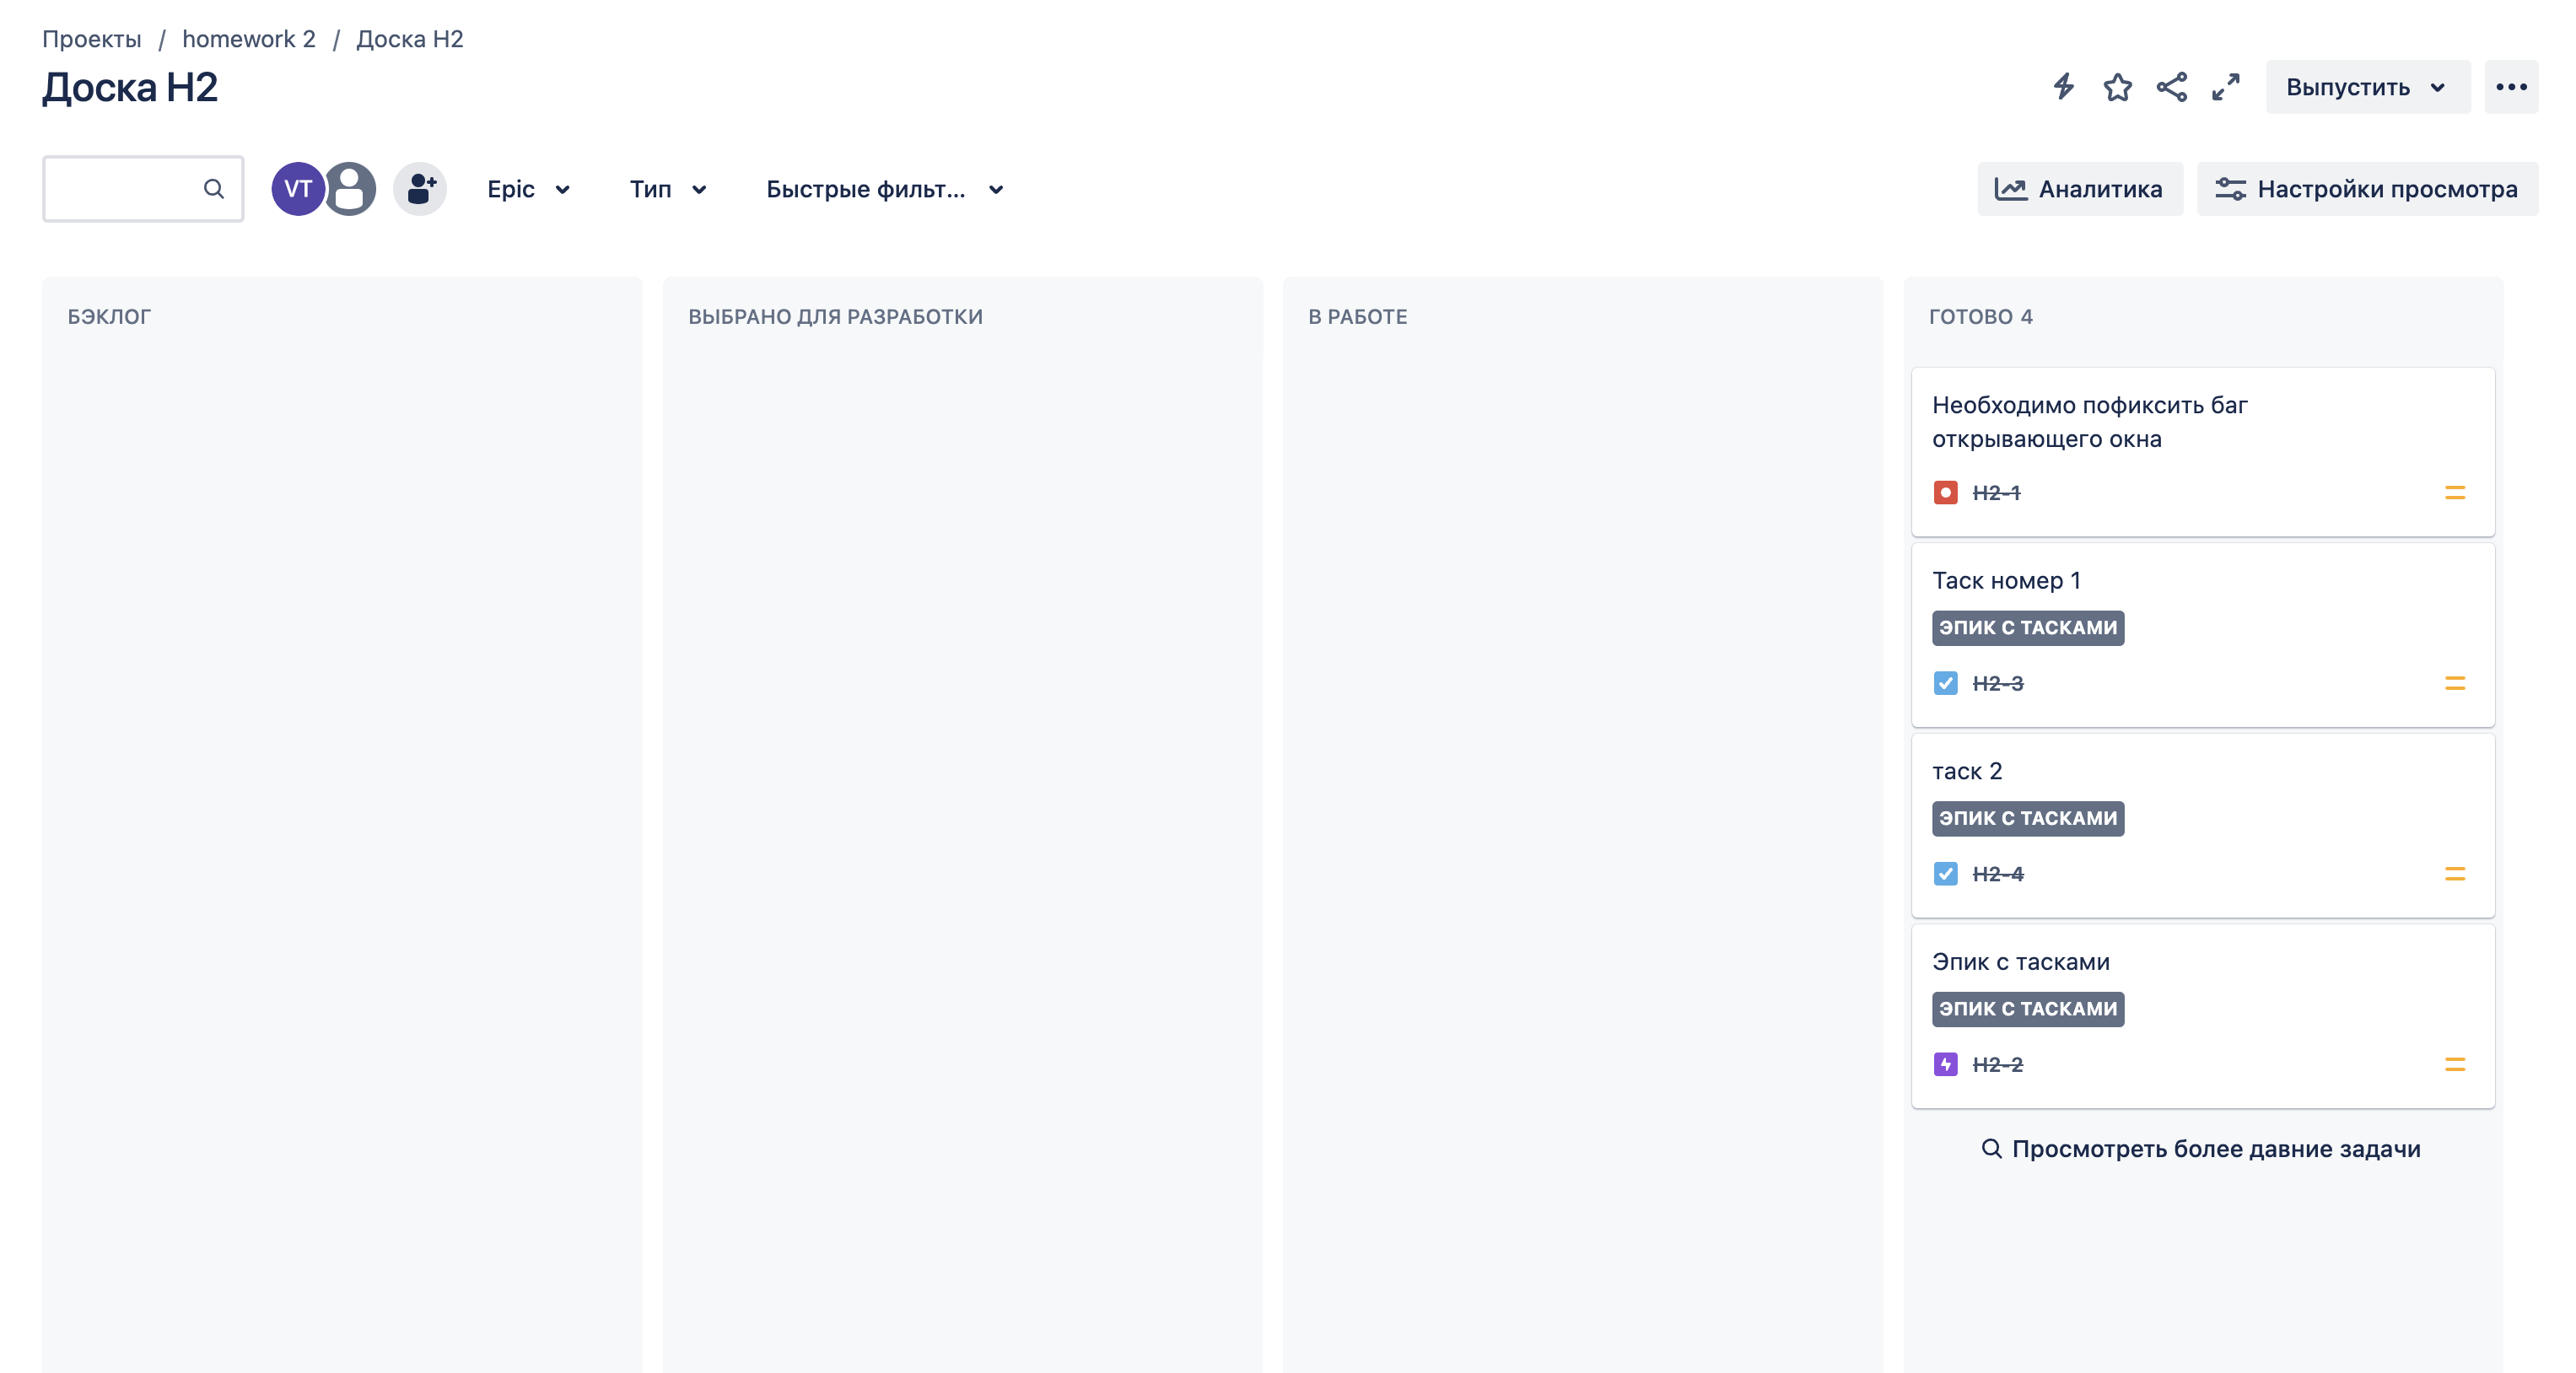 Проекты / homework 2 / Доска H2
Доска H2
Выпустить
VT
Epic
Тип
Быстрые фильт...
Аналитика
Настройки просмотра
БЭКЛОГ
ВЫБРАНО ДЛЯ РАЗРАБОТКИ
В РАБОТЕ
ГОТОВО 4
Необходимо пофиксить баг
открывающего окна
H2-1
Таск номер 1
ЭПИК С ТАСКАМИ
H2-3
таск 2
ЭПИК С ТАСКАМИ
H2-4
Эпик с тасками
ЭПИК С ТАСКАМИ
H2-2
Просмотреть более давние задачи